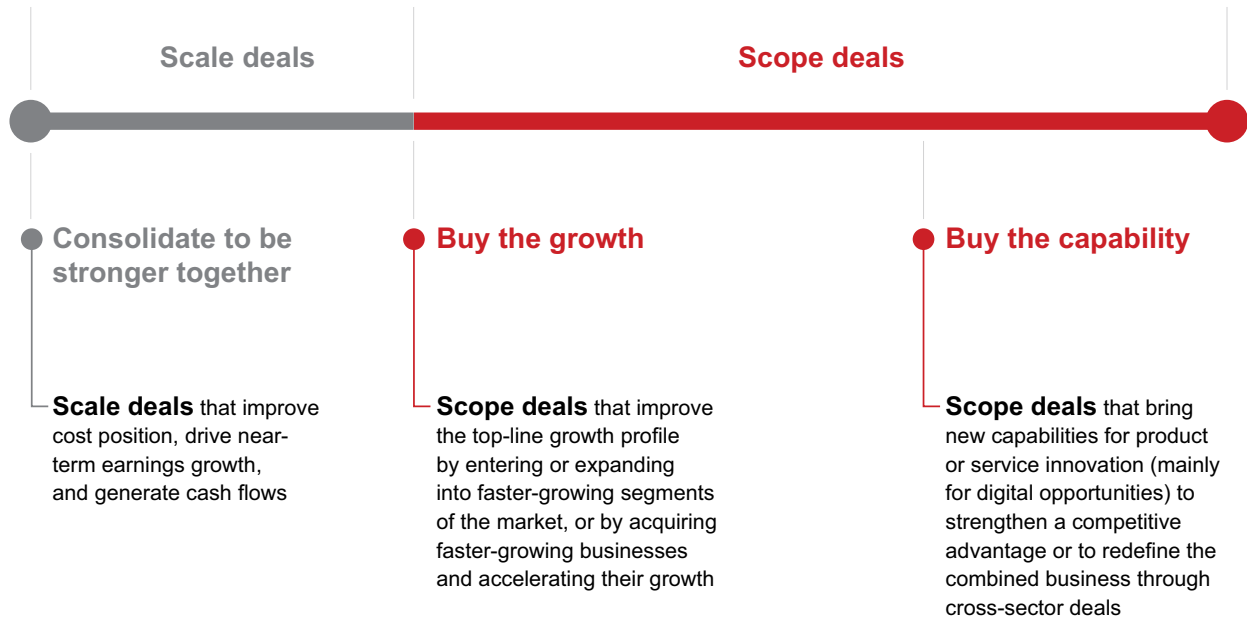 Scale deals
Scope deals
Consolidate to be
stronger together
Scale deals that improve
cost position, drive near-
term earnings growth,
and generate cash flows
Buy the growth
Scope deals that improve
the top-line growth profile
by entering or expanding
into faster-growing segments
of the market, or by acquiring
faster-growing businesses
and accelerating their growth
Buy the capability
Scope deals that bring
new capabilities for product
or service innovation (mainly
for digital opportunities) to
strengthen a competitive
advantage or to redefine the
combined business through
cross-sector deals